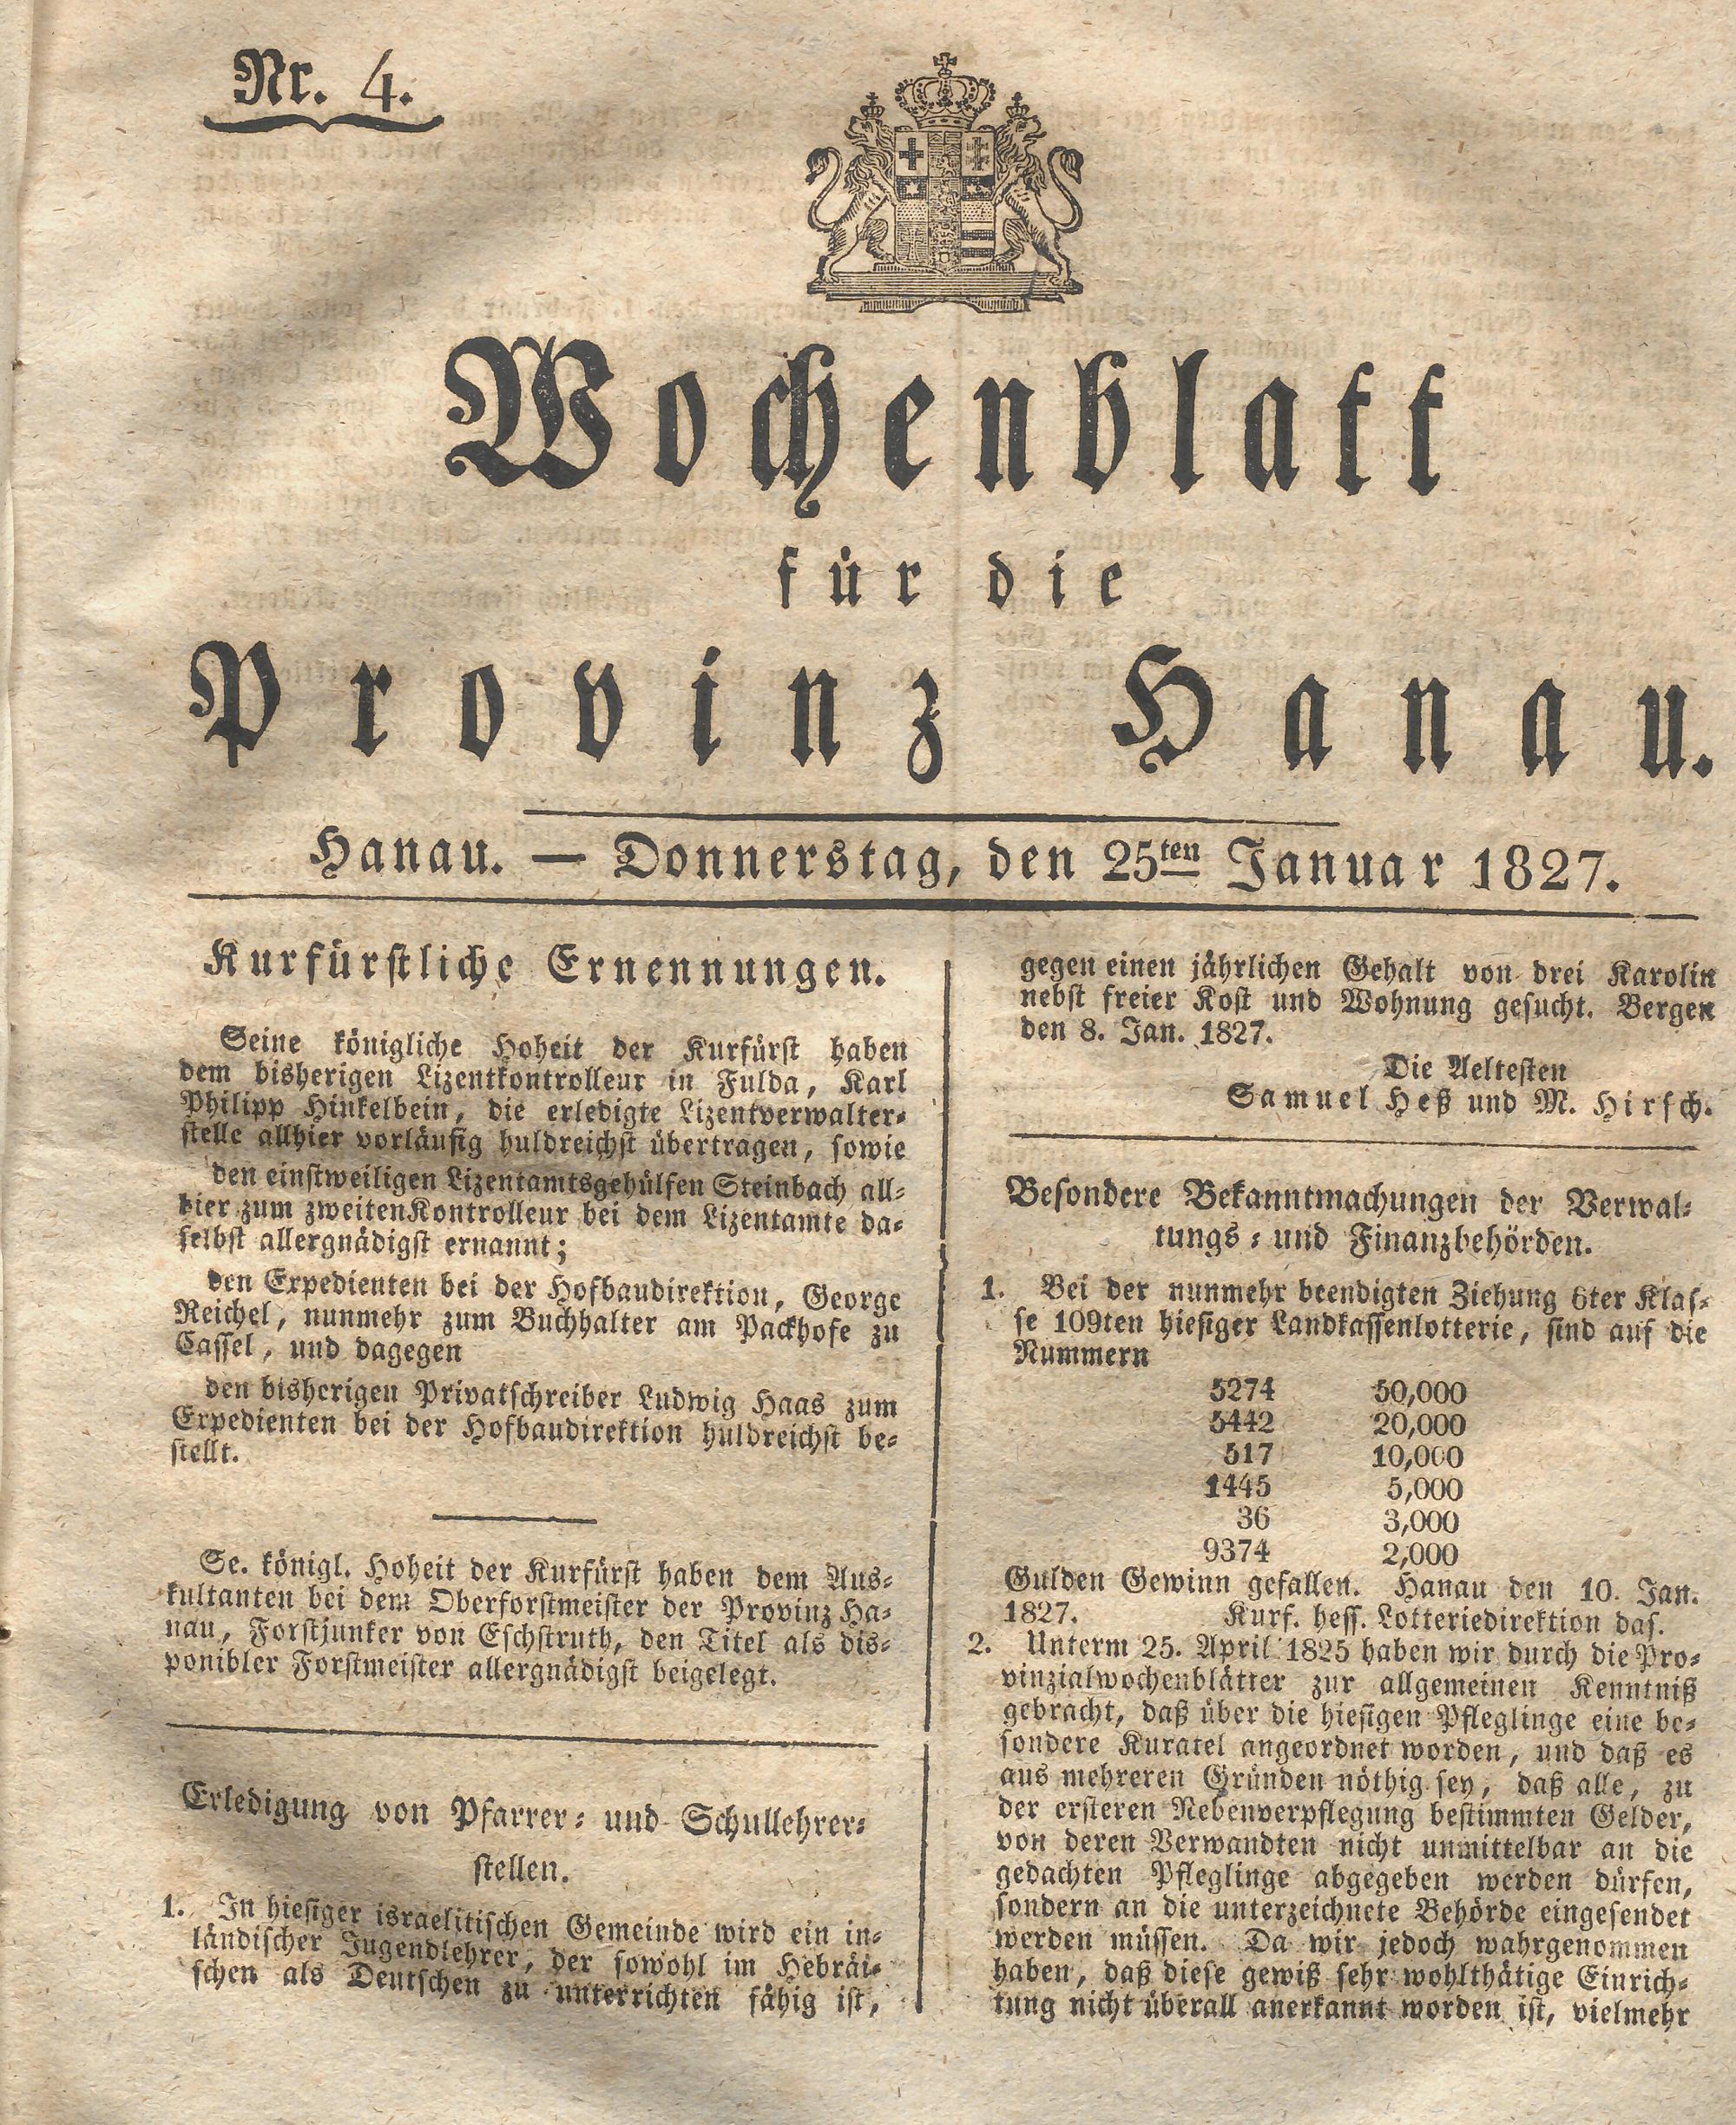 Nr. 4.
Wochenblatt
für die
Provinz Hanau.
Hanau. — Donnerstag, den 25ten Januar 1827.
Kurfürstliche Ernennungen.
Seine königliche Hoheit der Kurfürst haben
dem bisherigen Lizentkontrolleur in Fulda, Karl
Philipp Hinkelbein, die erledigte Lizentverwalter-
stelle allhier vorläufig huldreichst übertragen, sowie
den einstweiligen Lizentamtsgehülfen Steinbach all-
hier zum zweiten Kontrolleur bei dem Lizentamte da-
selbst allergnädigst ernannt;
den Expedienten bei der Hofbaudirektion, George
Reichel, nunmehr zum Buchhalter am Packhofe zu
Cassel, und dagegen
den bisherigen Privatschreiber Ludwig Haas zum
Expedienten bei der Hofbaudirektion huldreichst be-
stellt.
Se. königl. Hoheit der Kurfürst haben dem Aus-
kultanten bei dem Oberforstmeister der Provinz Ha-
nau, Forstjunker von Eschstruth, den Titel als dis-
ponibler Forstmeister allergnädigst beigelegt.
Erledigung von Pfarrer- und Schullehrer-
stellen.
1. In hiesiger israelitischen Gemeinde wird ein in-
ländischer Jugendlehrer, der sowohl im Hebräi-
schen als Deutschen zu unterrichten fähig ist,
gegen einen jährlichen Gehalt von drei Karolin
nebst freier Kost und Wohnung gesucht. Bergen
den 8. Jan. 1827.
Die Aeltesten
Samuel Heß und M. Hirsch.
Besondere Bekanntmachungen der Verwal-
tungs- und Finanzbehörden.
1. Bei der nunmehr beendigten Ziehung 6ter Klas-
se 109ten hiesiger Landkassenlotterie, sind auf die
Nummern
5274 50,000
5442 20,000
517 10,000
1445 5,000
36 3,000
9374 2,000
Gulden Gewinn gefallen. Hanau den 10. Jan.
1827. Kurf. hess. Lotteriedirektion das.
2. Unterm 25. April 1825 haben wir durch die Pro-
vinzialwochenblätter zur allgemeinen Kenntniß
gebracht, daß über die hiesigen Pfleglinge eine be-
sondere Kuratel angeordnet worden, und daß es
aus mehreren Gründen nöthig sey, daß alle, zu
der ersteren Nebenverpflegung bestimmten Gelder,
von deren Verwandten nicht unmittelbar an die
gedachten Pfleglinge abgegeben werden dürfen,
sondern an die unterzeichnete Behörde eingesendet
werden müssen. Da wir jedoch wahrgenommen
haben, daß diese gewiß sehr wohlthätige Einrich-
tung nicht überall anerkannt worden ist, vielmehr